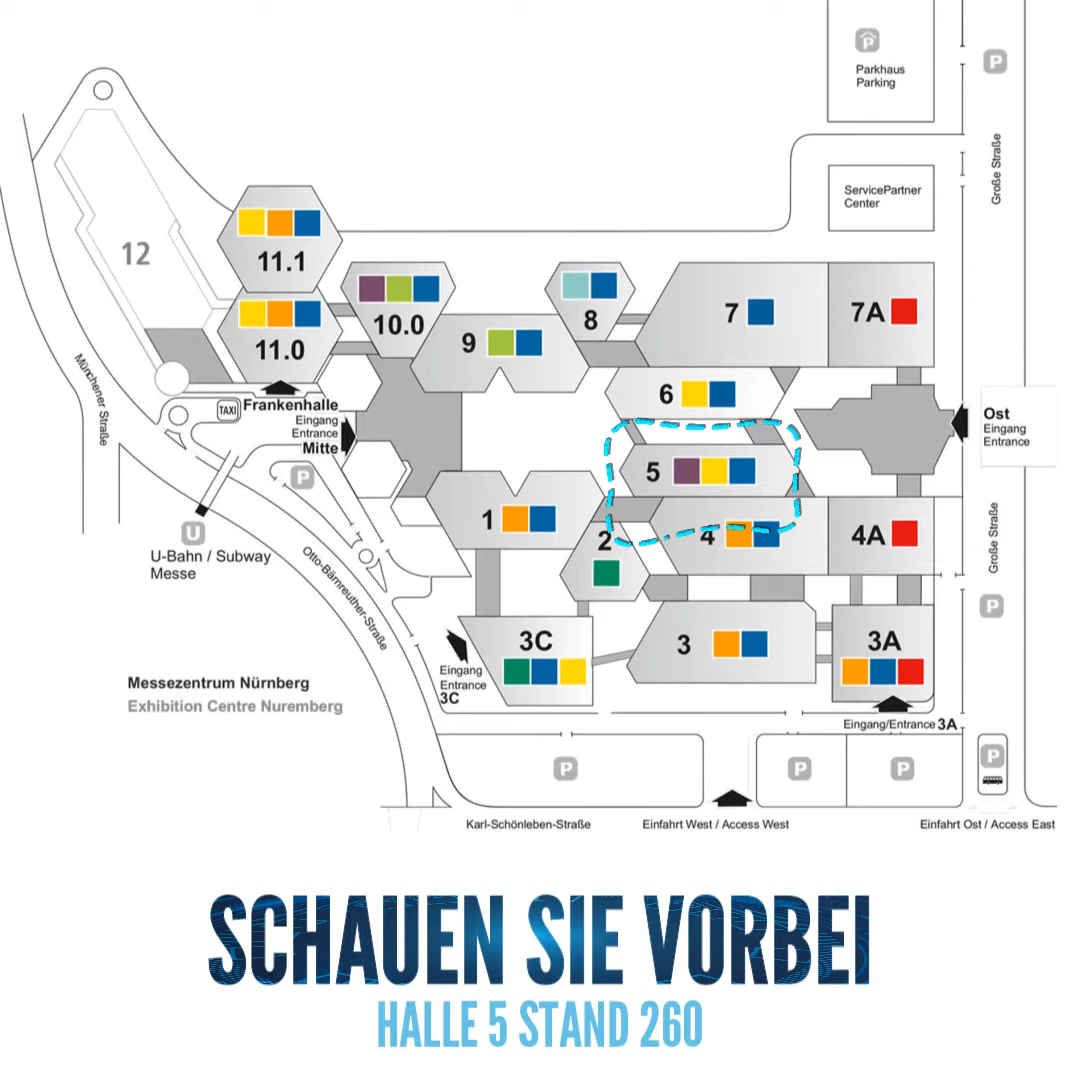 P
Parkhaus
Parking
P
Große Straße
ServicePartner
Center
12
11.1
11.0
10.0
9
8
7
7A
6
5
4
4A
1
2
3C
3
3A
Münchener Straße
TAXI
Frankenhalle
Eingang
Entrance
Mitte
P
Ost
Eingang
Entrance
U
U-Bahn / Subway
Messe
Otto-Bärnreuther-Straße
Große Straße
P
Messezentrum Nürnberg
Exhibition Centre Nuremberg
Eingang
Entrance
3C
Eingang/Entrance 3A
P
P
P
P
Karl-Schönleben-Straße
Einfahrt West / Access West
Einfahrt Ost / Access East
SCHAUEN SIE VORBEI
HALLE 5 STAND 260